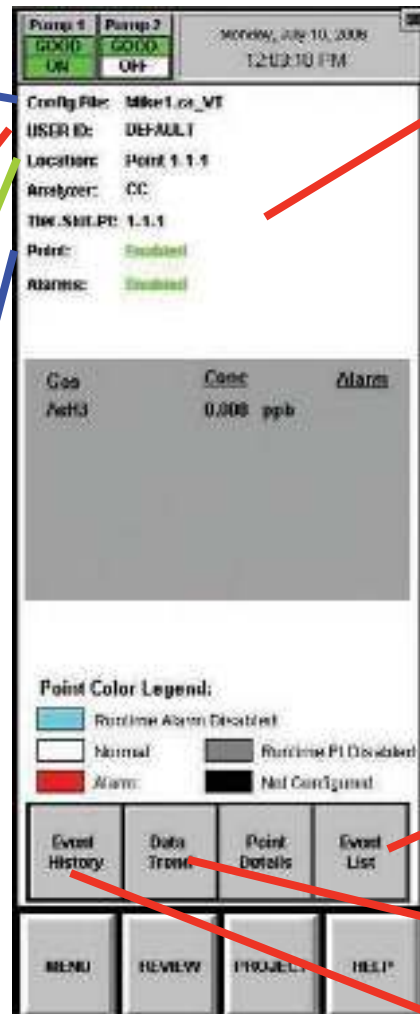 Pump 1 Pump 2
GOOD GOOD
ON OFF
Monday, July 10, 2006
12:03:10 PM
Config File: Mike1.cs_VT
USER ID: DEFAULT
Location: Point 1.1.1
Analyzer: CC
Tier.Slot.Pt: 1.1.1
Point: Enabled
Alarms: Enabled
Gas Conc Alarm
AsH3 0.000 ppb
Point Color Legend:
Runtime Alarm Disabled
Normal Runtime Pt Disabled
Alarm Not Configured
Event History
Data Trend
Point Details
Event List
MENU REVIEW PROJECT HELP